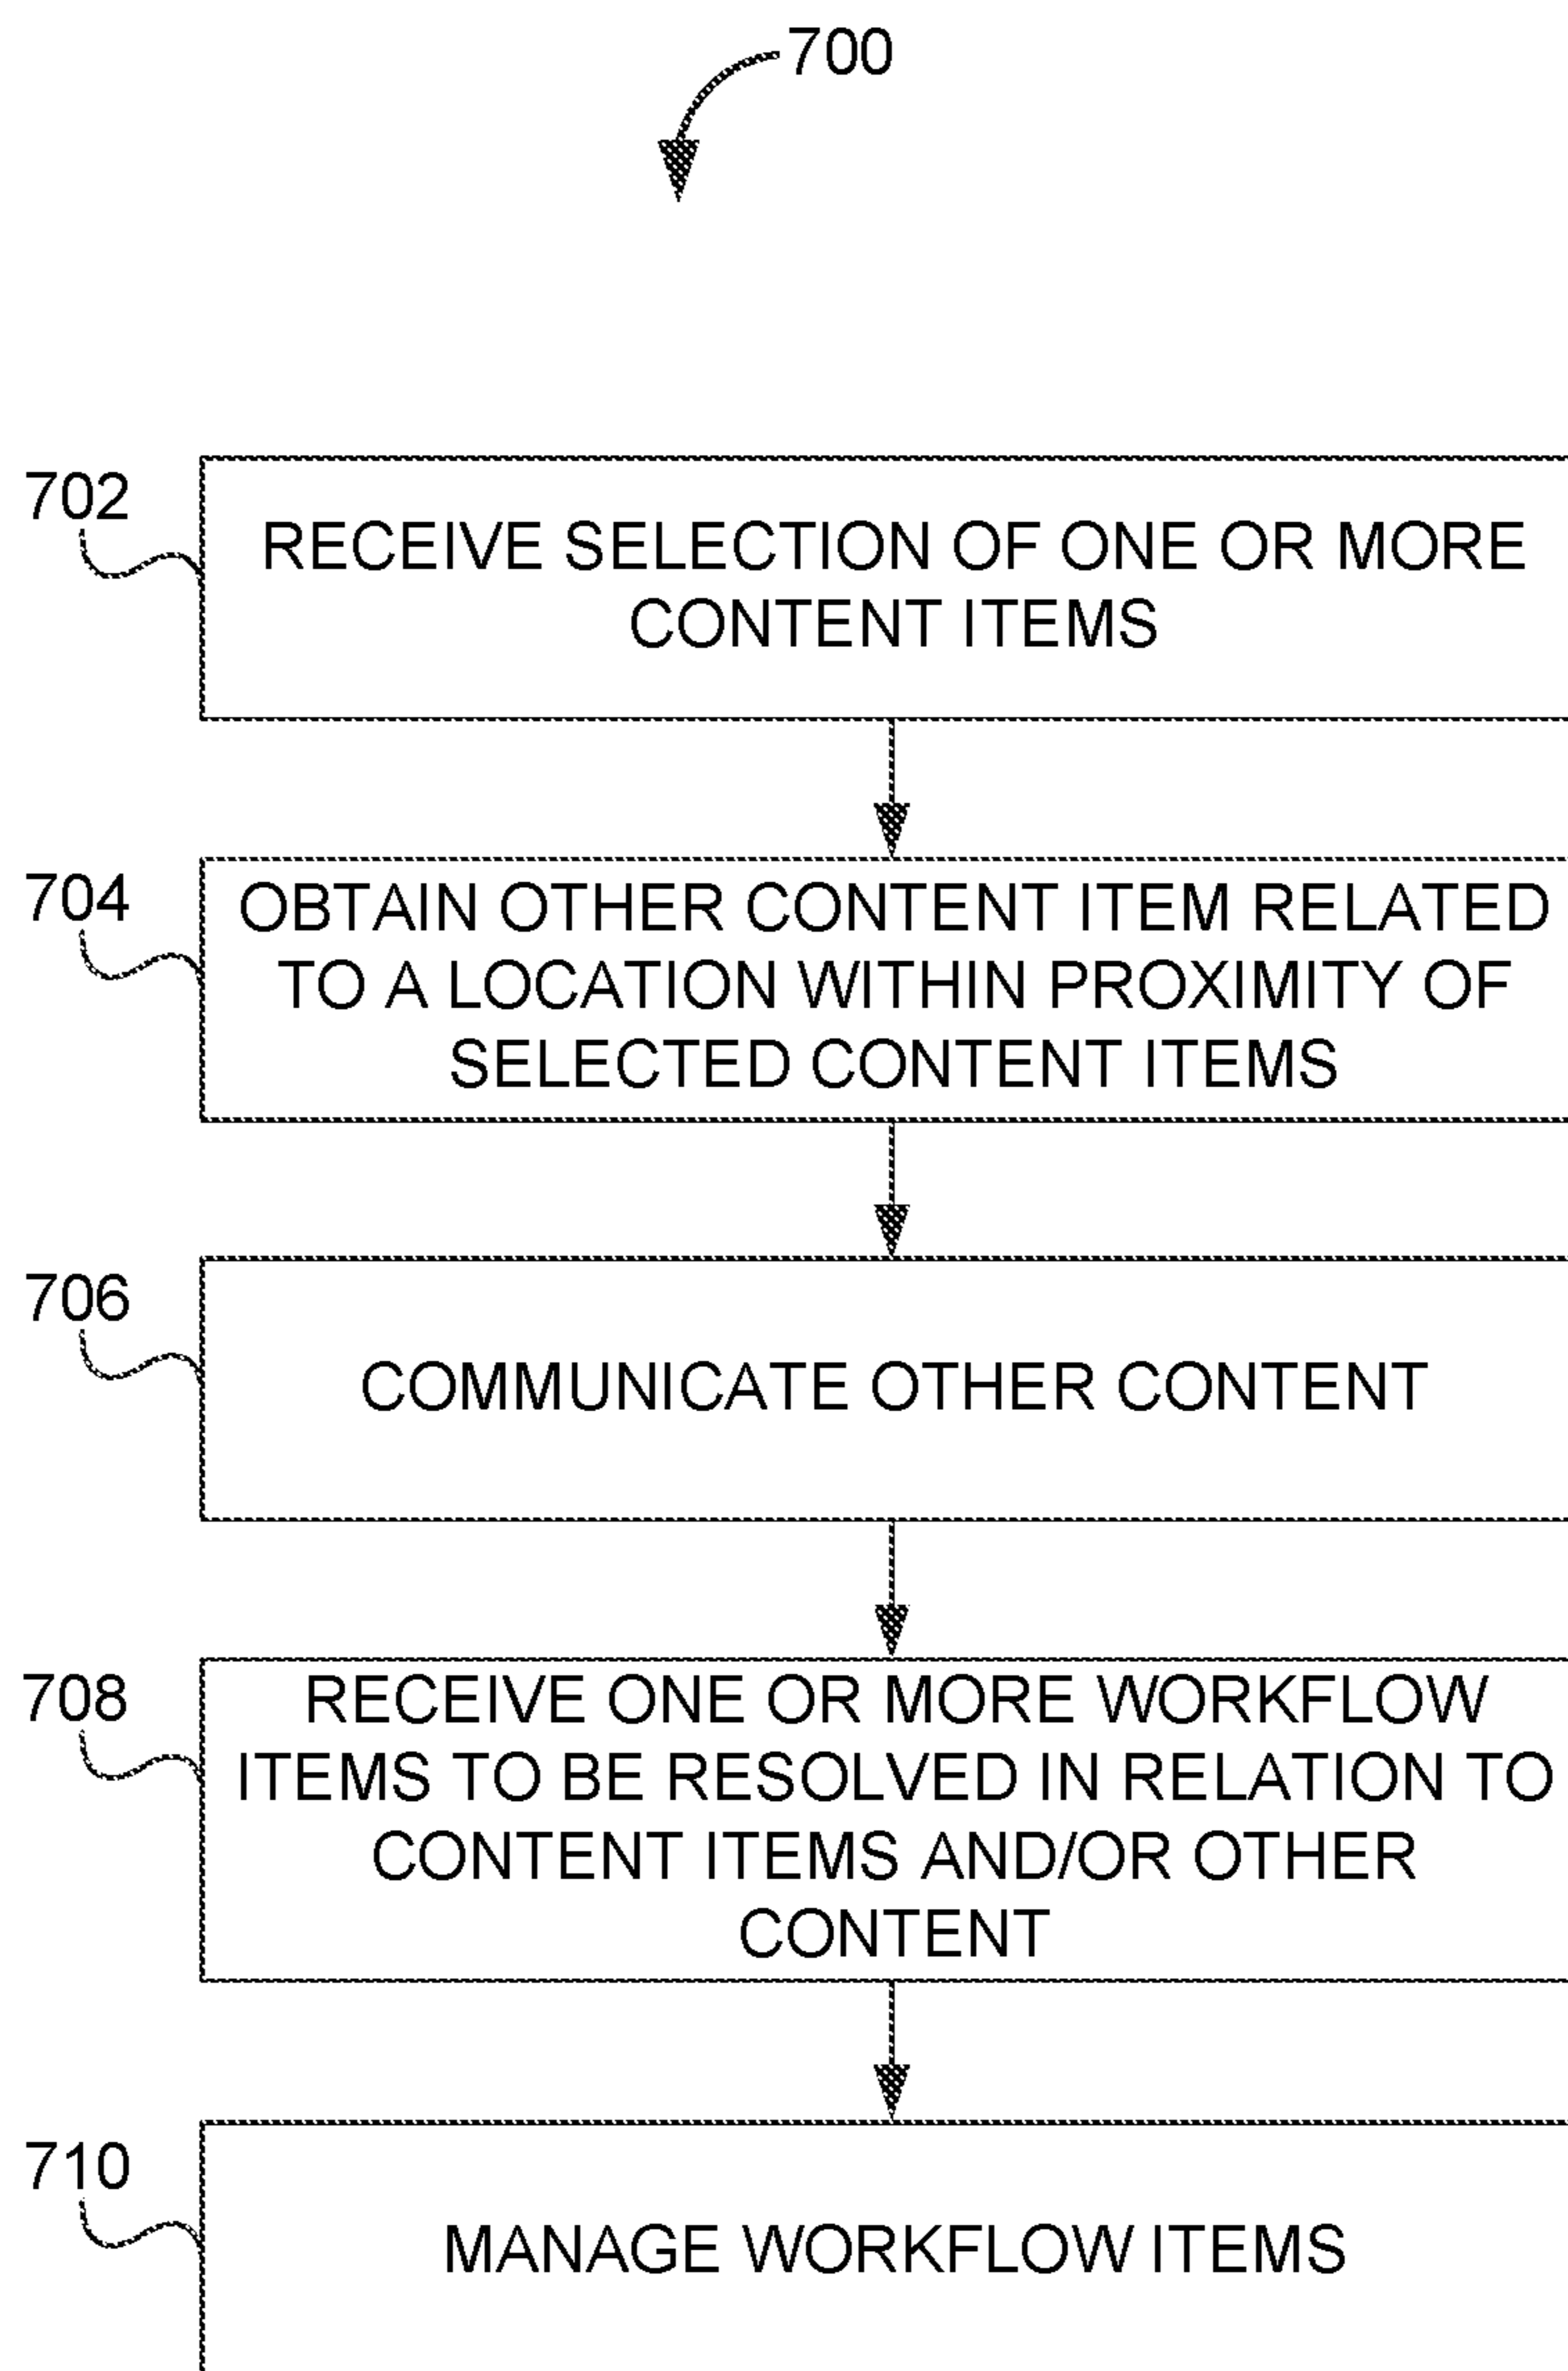 700
702
RECEIVE SELECTION OF ONE OR MORE
CONTENT ITEMS
704
OBTAIN OTHER CONTENT ITEM RELATED
TO A LOCATION WITHIN PROXIMITY OF
SELECTED CONTENT ITEMS
706
COMMUNICATE OTHER CONTENT
708
RECEIVE ONE OR MORE WORKFLOW
ITEMS TO BE RESOLVED IN RELATION TO
CONTENT ITEMS AND/OR OTHER
CONTENT
710
MANAGE WORKFLOW ITEMS